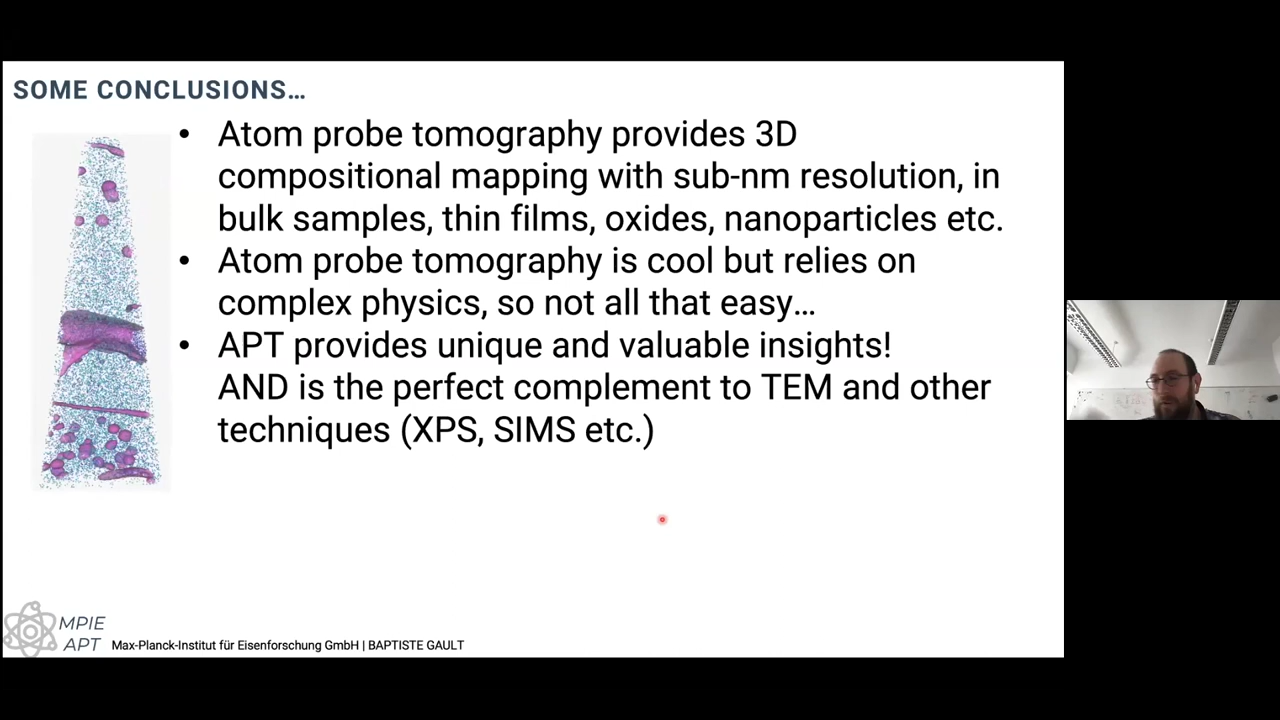 SOME CONCLUSIONS…
• Atom probe tomography provides 3D
compositional mapping with sub-nm resolution, in
bulk samples, thin films, oxides, nanoparticles etc.
• Atom probe tomography is cool but relies on
complex physics, so not all that easy…
• APT provides unique and valuable insights!
AND is the perfect complement to TEM and other
techniques (XPS, SIMS etc.)
MPIE
APT
Max-Planck-Institut für Eisenforschung GmbH | BAPTISTE GAULT